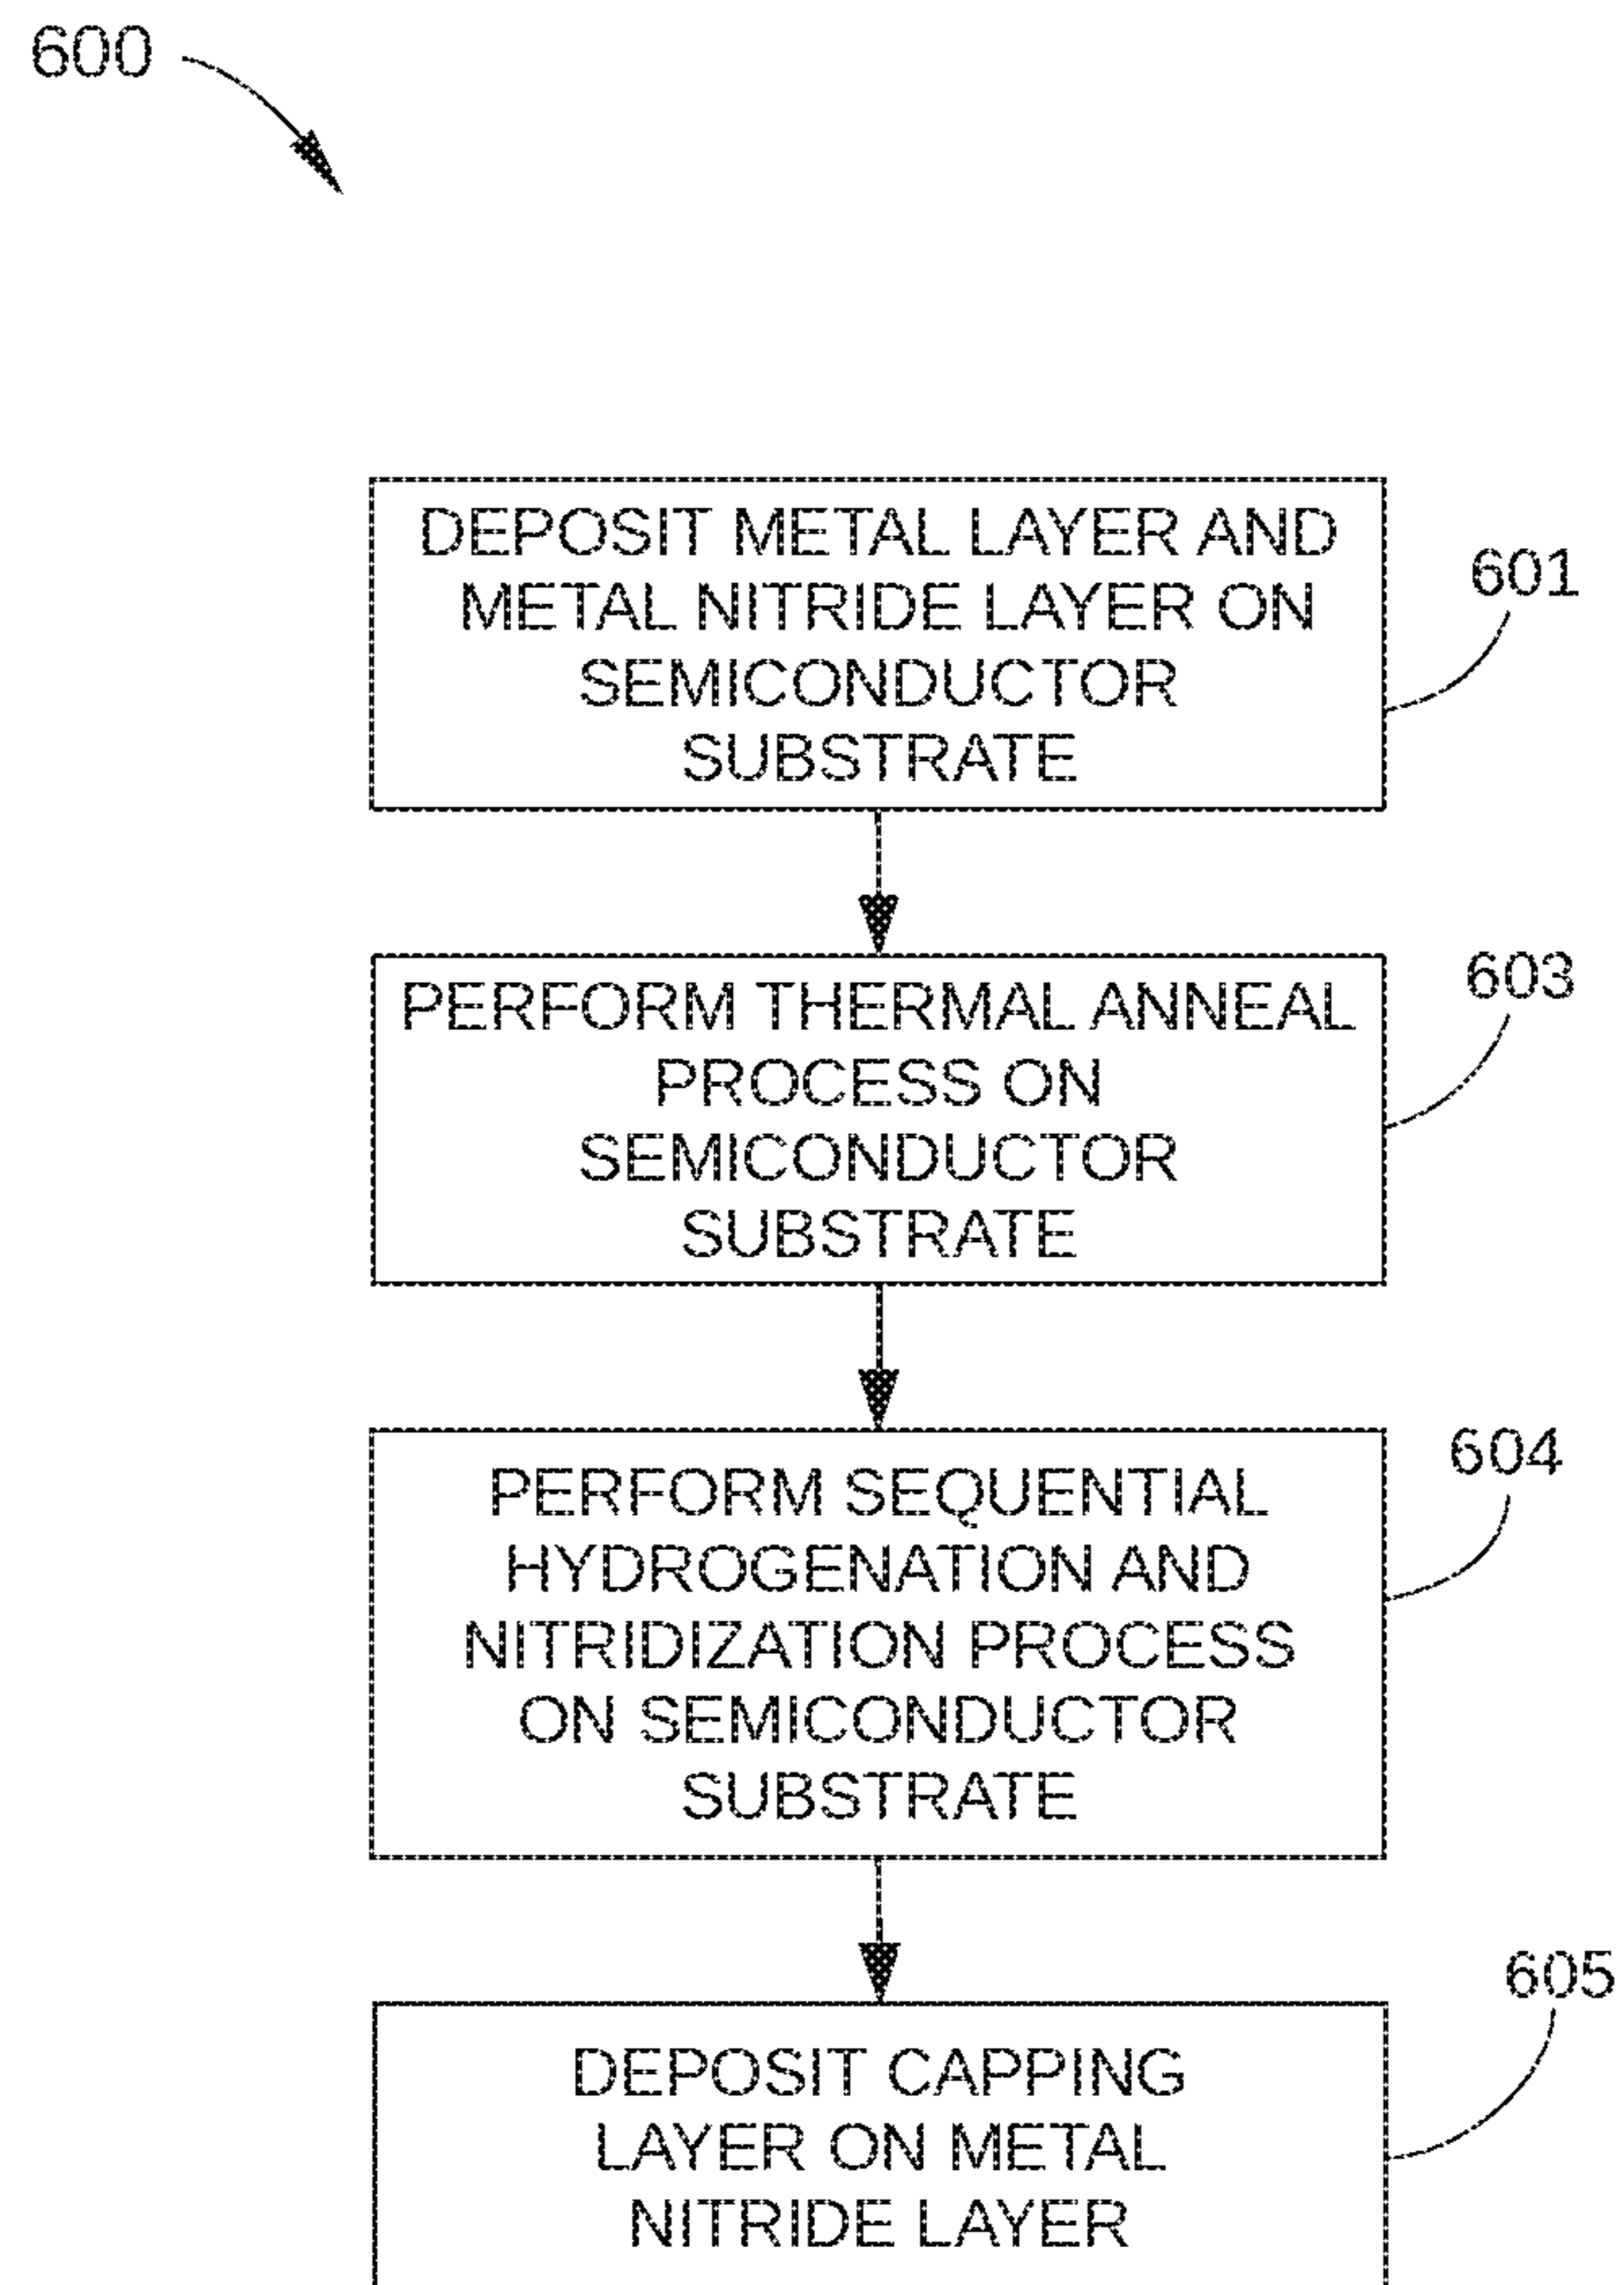 600
DEPOSIT METAL LAYER AND
METAL NITRIDE LAYER ON
SEMICONDUCTOR
SUBSTRATE
601
PERFORM THERMAL ANNEAL
PROCESS ON
SEMICONDUCTOR
SUBSTRATE
603
PERFORM SEQUENTIAL
HYDROGENATION AND
NITRIDIZATION PROCESS
ON SEMICONDUCTOR
SUBSTRATE
604
DEPOSIT CAPPING
LAYER ON METAL
NITRIDE LAYER
605